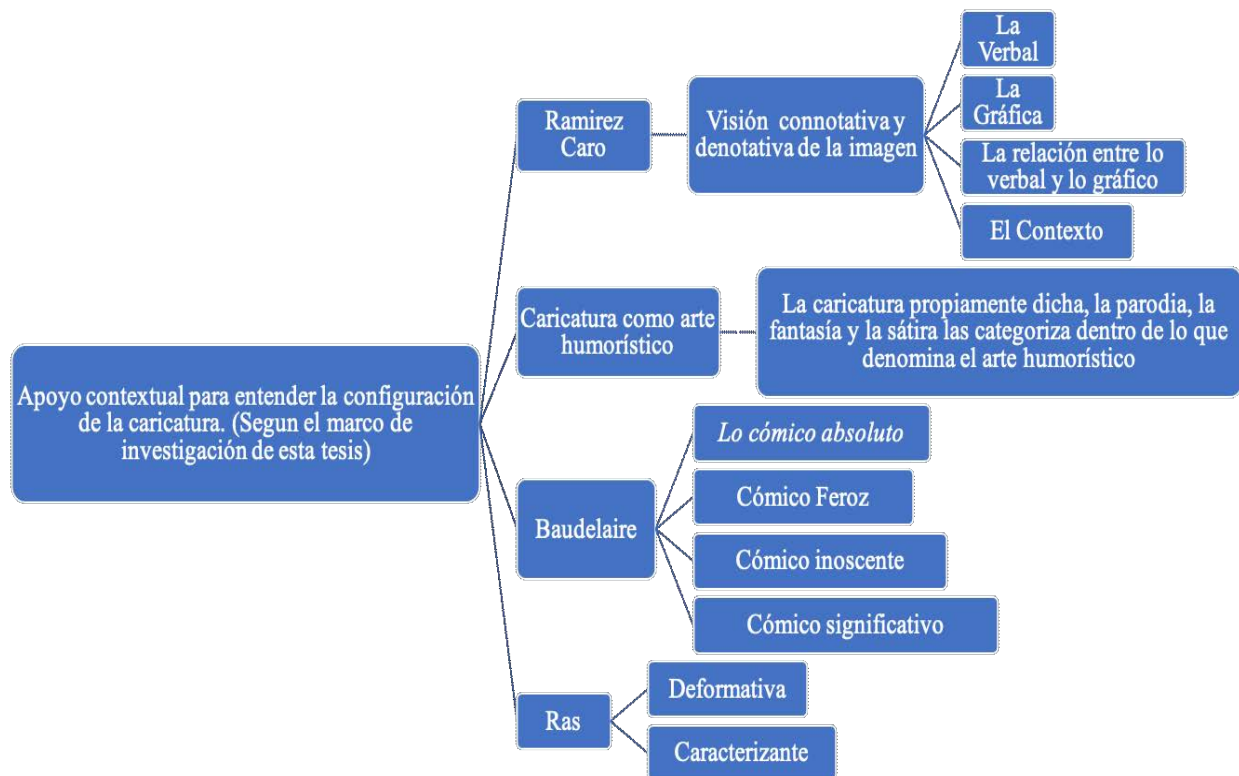 Apoyo contextual para entender la configuración
de la caricatura. (Segun el marco de
investigación de esta tesis)
Ramirez
Caro
Visión connotativa y
denotativa de la imagen
La
Verbal
La
Gráfica
La relación entre lo
verbal y lo gráfico
El Contexto
Caricatura como arte
humorístico
La caricatura propiamente dicha, la parodia, la
fantasía y la sátira las categoriza dentro de lo que
denomina el arte humorístico
Baudelaire
Lo cómico absoluto
Cómico Feroz
Cómico inoscente
Cómico significativo
Ras
Deformativa
Caracterizante